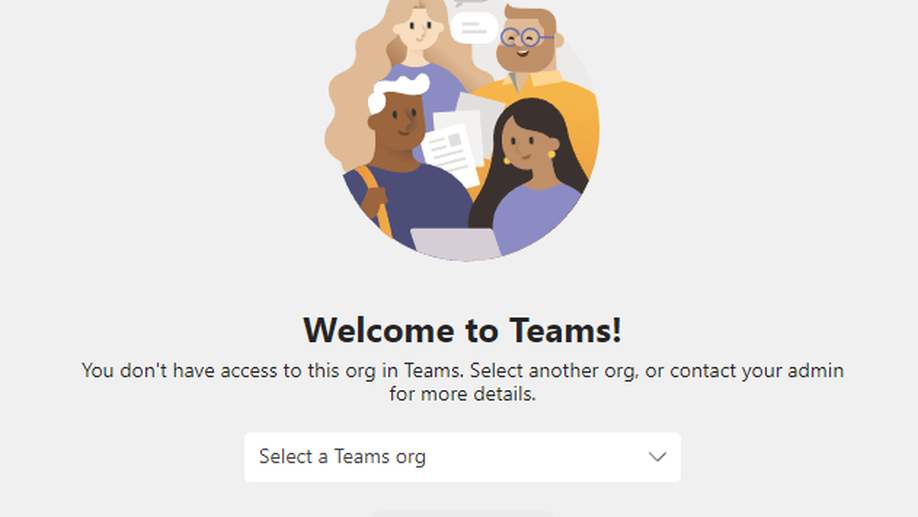 Welcome to Teams!
You don't have access to this org in Teams. Select another org, or contact your admin
for more details.
Select a Teams org